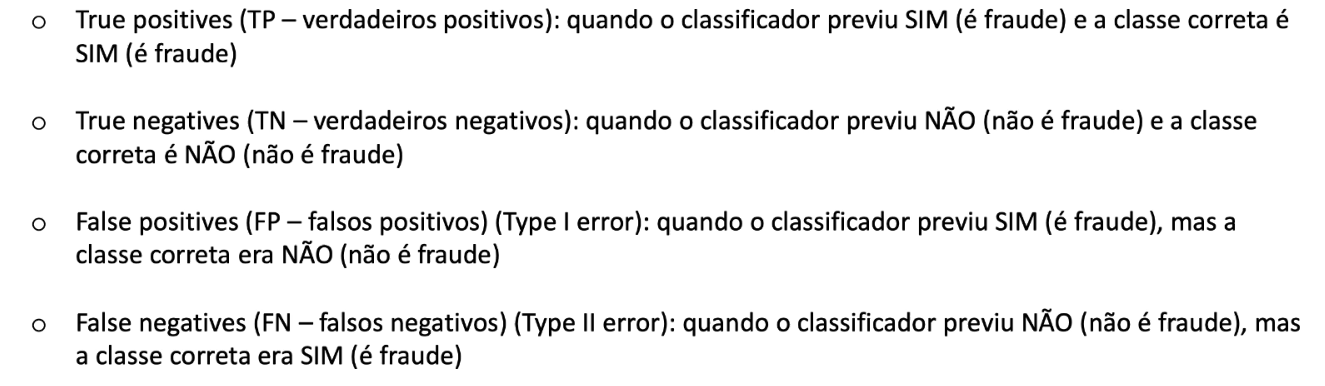 o True positives (TP – verdadeiros positivos): quando o classificador previu SIM (é fraude) e a classe correta é
SIM (é fraude)
o True negatives (TN – verdadeiros negativos): quando o classificador previu NÃO (não é fraude) e a classe
correta é NÃO (não é fraude)
o False positives (FP – falsos positivos) (Type I error): quando o classificador previu SIM (é fraude), mas a
classe correta era NÃO (não é fraude)
o False negatives (FN – falsos negativos) (Type II error): quando o classificador previu NÃO (não é fraude), mas
a classe correta era SIM (é fraude)